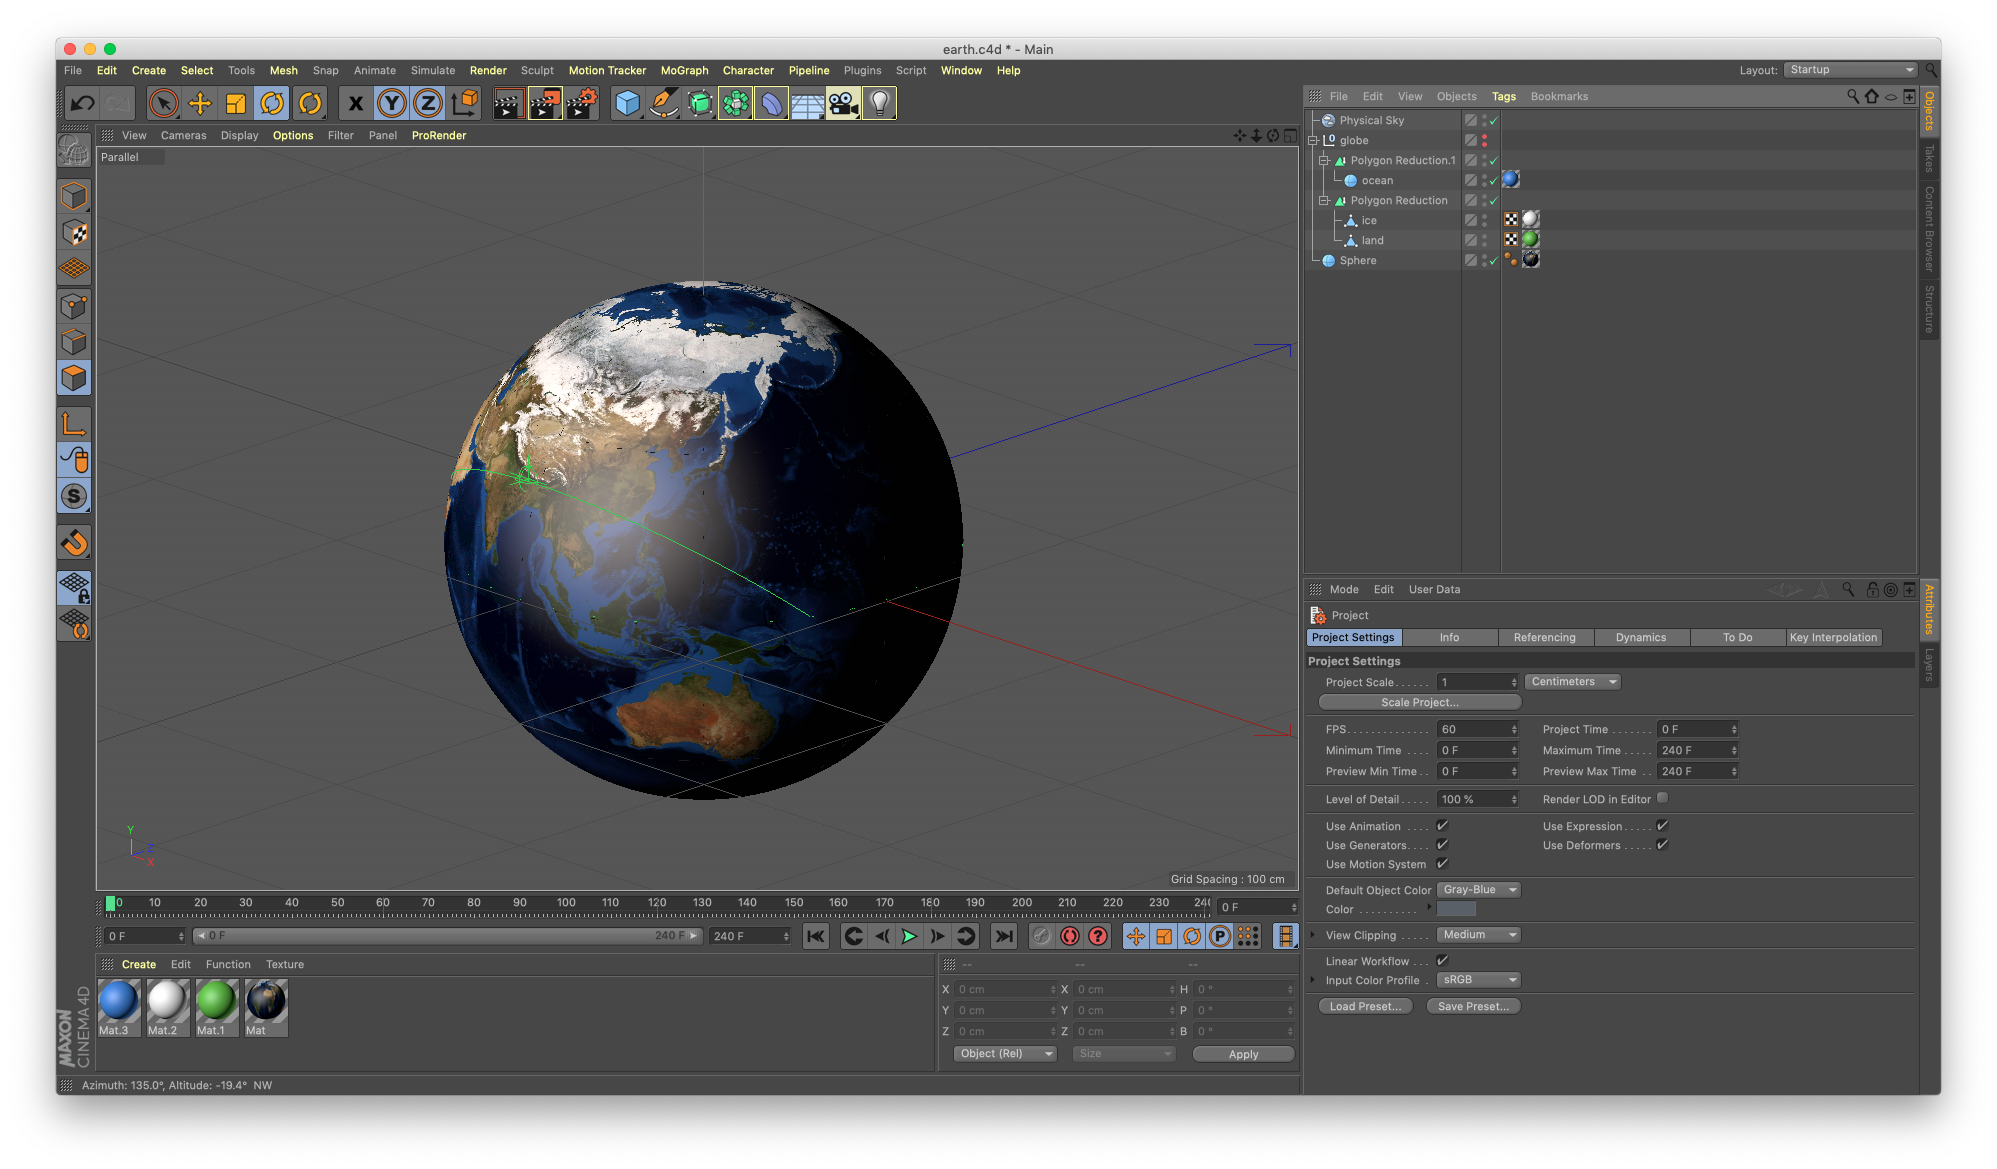 earth.c4d * - Main
File Edit Create Select Tools Mesh Snap Animate Simulate Render Sculpt Motion Tracker MoGraph Character Pipeline Plugins Script Window Help
Layout: Startup
X Y Z
View Cameras Display Options Filter Panel ProRender
Parallel
S
Y
Z
X
Grid Spacing : 100 cm
0 10 20 30 40 50 60 70 80 90 100 110 120 130 140 150 160 170 180 190 200 210 220 230 240
0 F
0 F 0 F 240 F 240 F
P
Create Edit Function Texture
Mat.3 Mat.2 Mat.1 Mat
MAXON
CINEMA 4D
-- -- --
X 0 cm X 0 cm H 0 °
Y 0 cm Y 0 cm P 0 °
Z 0 cm Z 0 cm B 0 °
Object (Rel) Size Apply
Azimuth: 135.0°, Altitude: -19.4° NW
File Edit View Objects Tags Bookmarks
Physical Sky
globe
Polygon Reduction.1
ocean
Polygon Reduction
ice
land
Sphere
Objects
Takes
Content Browser
Structure
Mode Edit User Data
Project
Project Settings Info Referencing Dynamics To Do Key Interpolation
Project Settings
Project Scale. . . . . . 1 Centimeters
Scale Project...
FPS. . . . . . . . . . . . . 60 Project Time . . . . . . . 0 F
Minimum Time . . . . 0 F Maximum Time . . . . . 240 F
Preview Min Time . . 0 F Preview Max Time . . 240 F
Level of Detail . . . . . 100 % Render LOD in Editor
Use Animation . . . . Use Expression . . . . .
Use Generators. . . . Use Deformers . . . . .
Use Motion System
Default Object Color Gray-Blue
Color . . . . . . . . . .
View Clipping . . . . . Medium
Linear Workflow . . .
Input Color Profile . sRGB
Load Preset... Save Preset...
Attributes
Layers